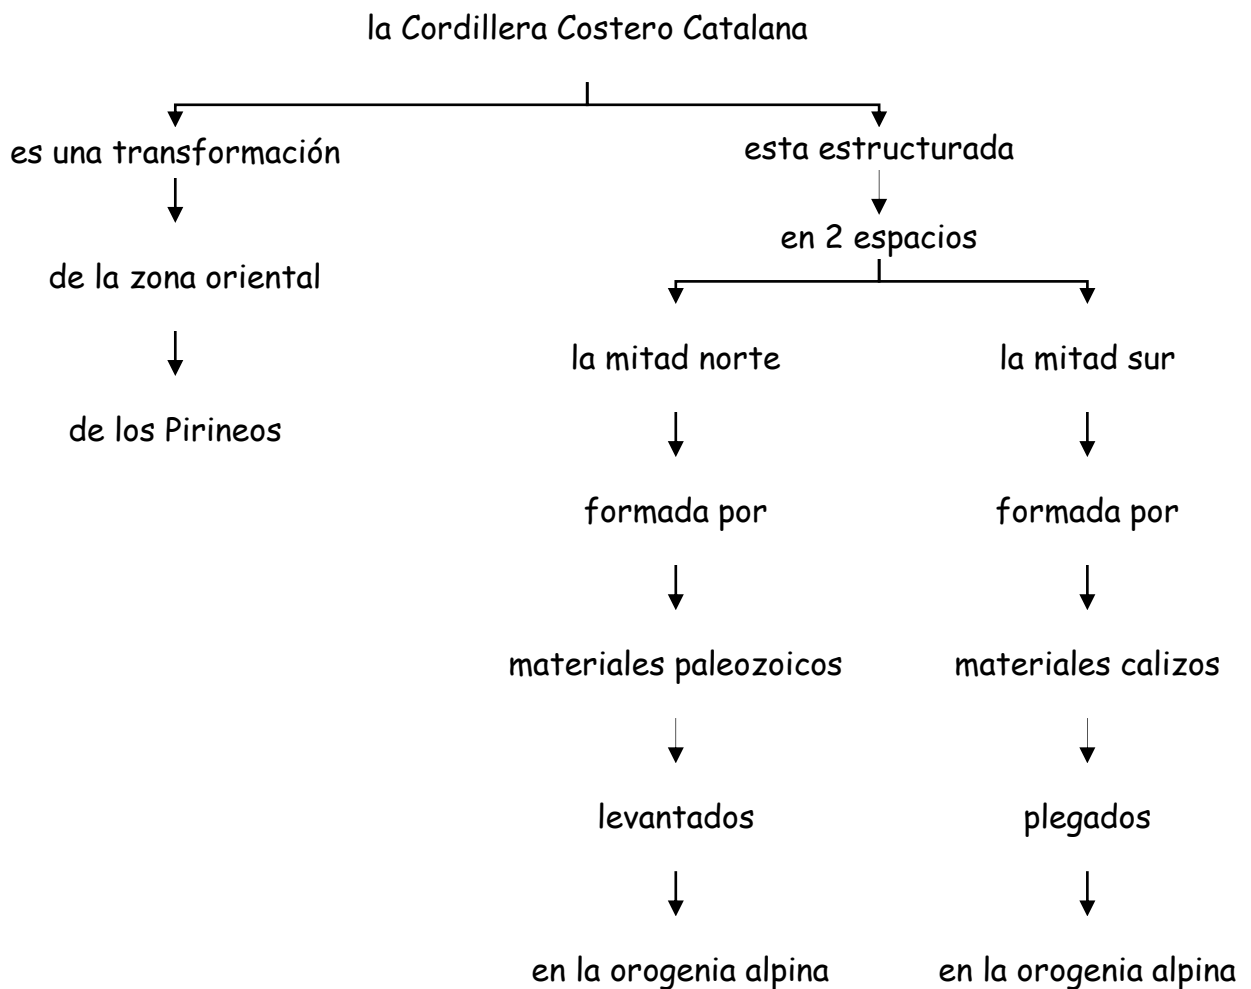 la Cordillera Costero Catalana
es una transformación
esta estructurada
en 2 espacios
de la zona oriental
la mitad norte
la mitad sur
de los Pirineos
formada por
formada por
materiales paleozoicos
materiales calizos
levantados
plegados
en la orogenia alpina
en la orogenia alpina